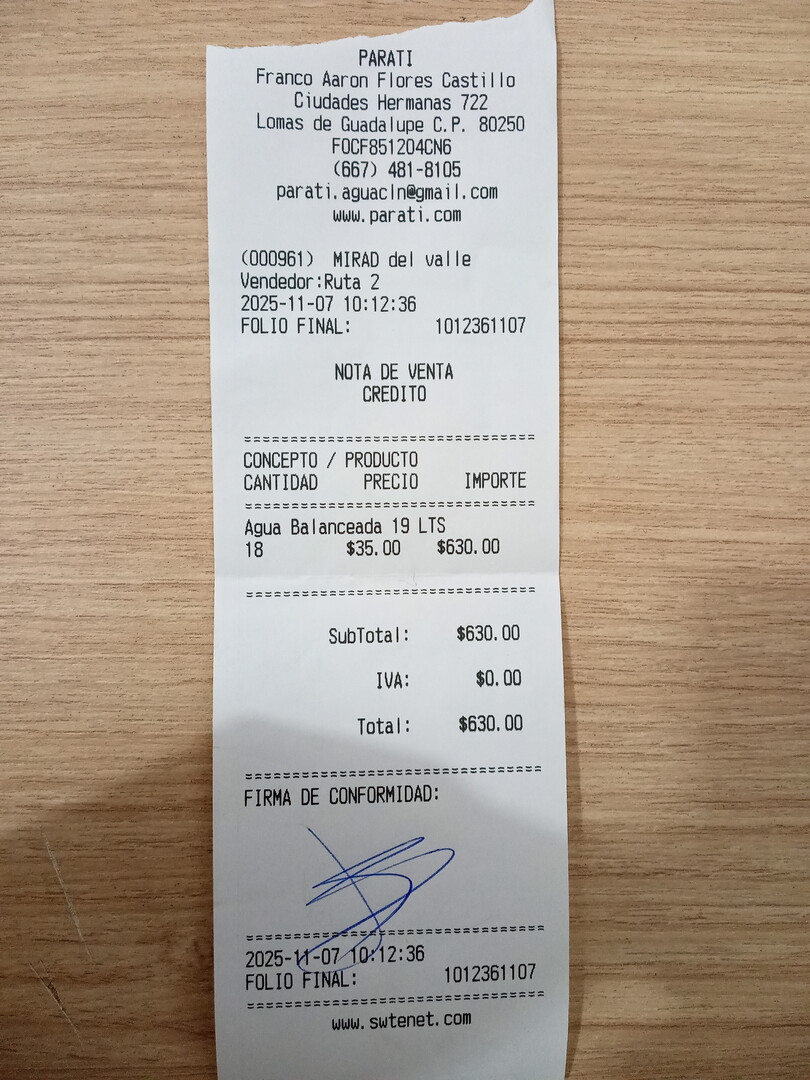 PARATI
Franco Aaron Flores Castillo
Ciudades Hermanas 722
Lomas de Guadalupe C.P. 80250
FOCF851204CN6
(667) 481-8105
parati.aguacln@gmail.com
www.parati.com
(000961) MIRAD del valle
Vendedor:Ruta 2
2025-11-07 10:12:36
FOLIO FINAL: 1012361107
NOTA DE VENTA
CREDITO
CONCEPTO / PRODUCTO
CANTIDAD PRECIO IMPORTE
Agua Balanceada 19 LTS
18 $35.00 $630.00
SubTotal: $630.00
IVA: $0.00
Total: $630.00
FIRMA DE CONFORMIDAD:
2025-11-07 10:12:36
FOLIO FINAL: 1012361107
www.swtenet.com